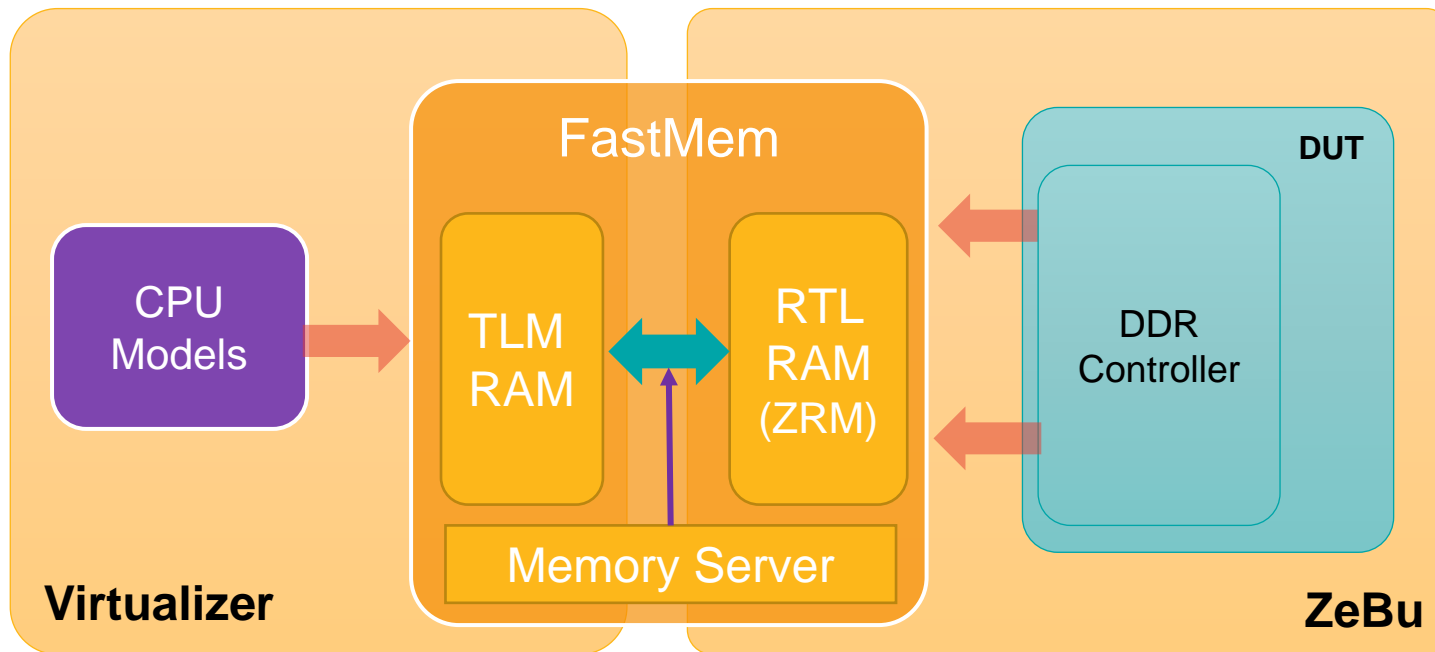 FastMem
DUT
CPU
Models
TLM
RAM
RTL
RAM
(ZRM)
DDR
Controller
Memory Server
Virtualizer
ZeBu